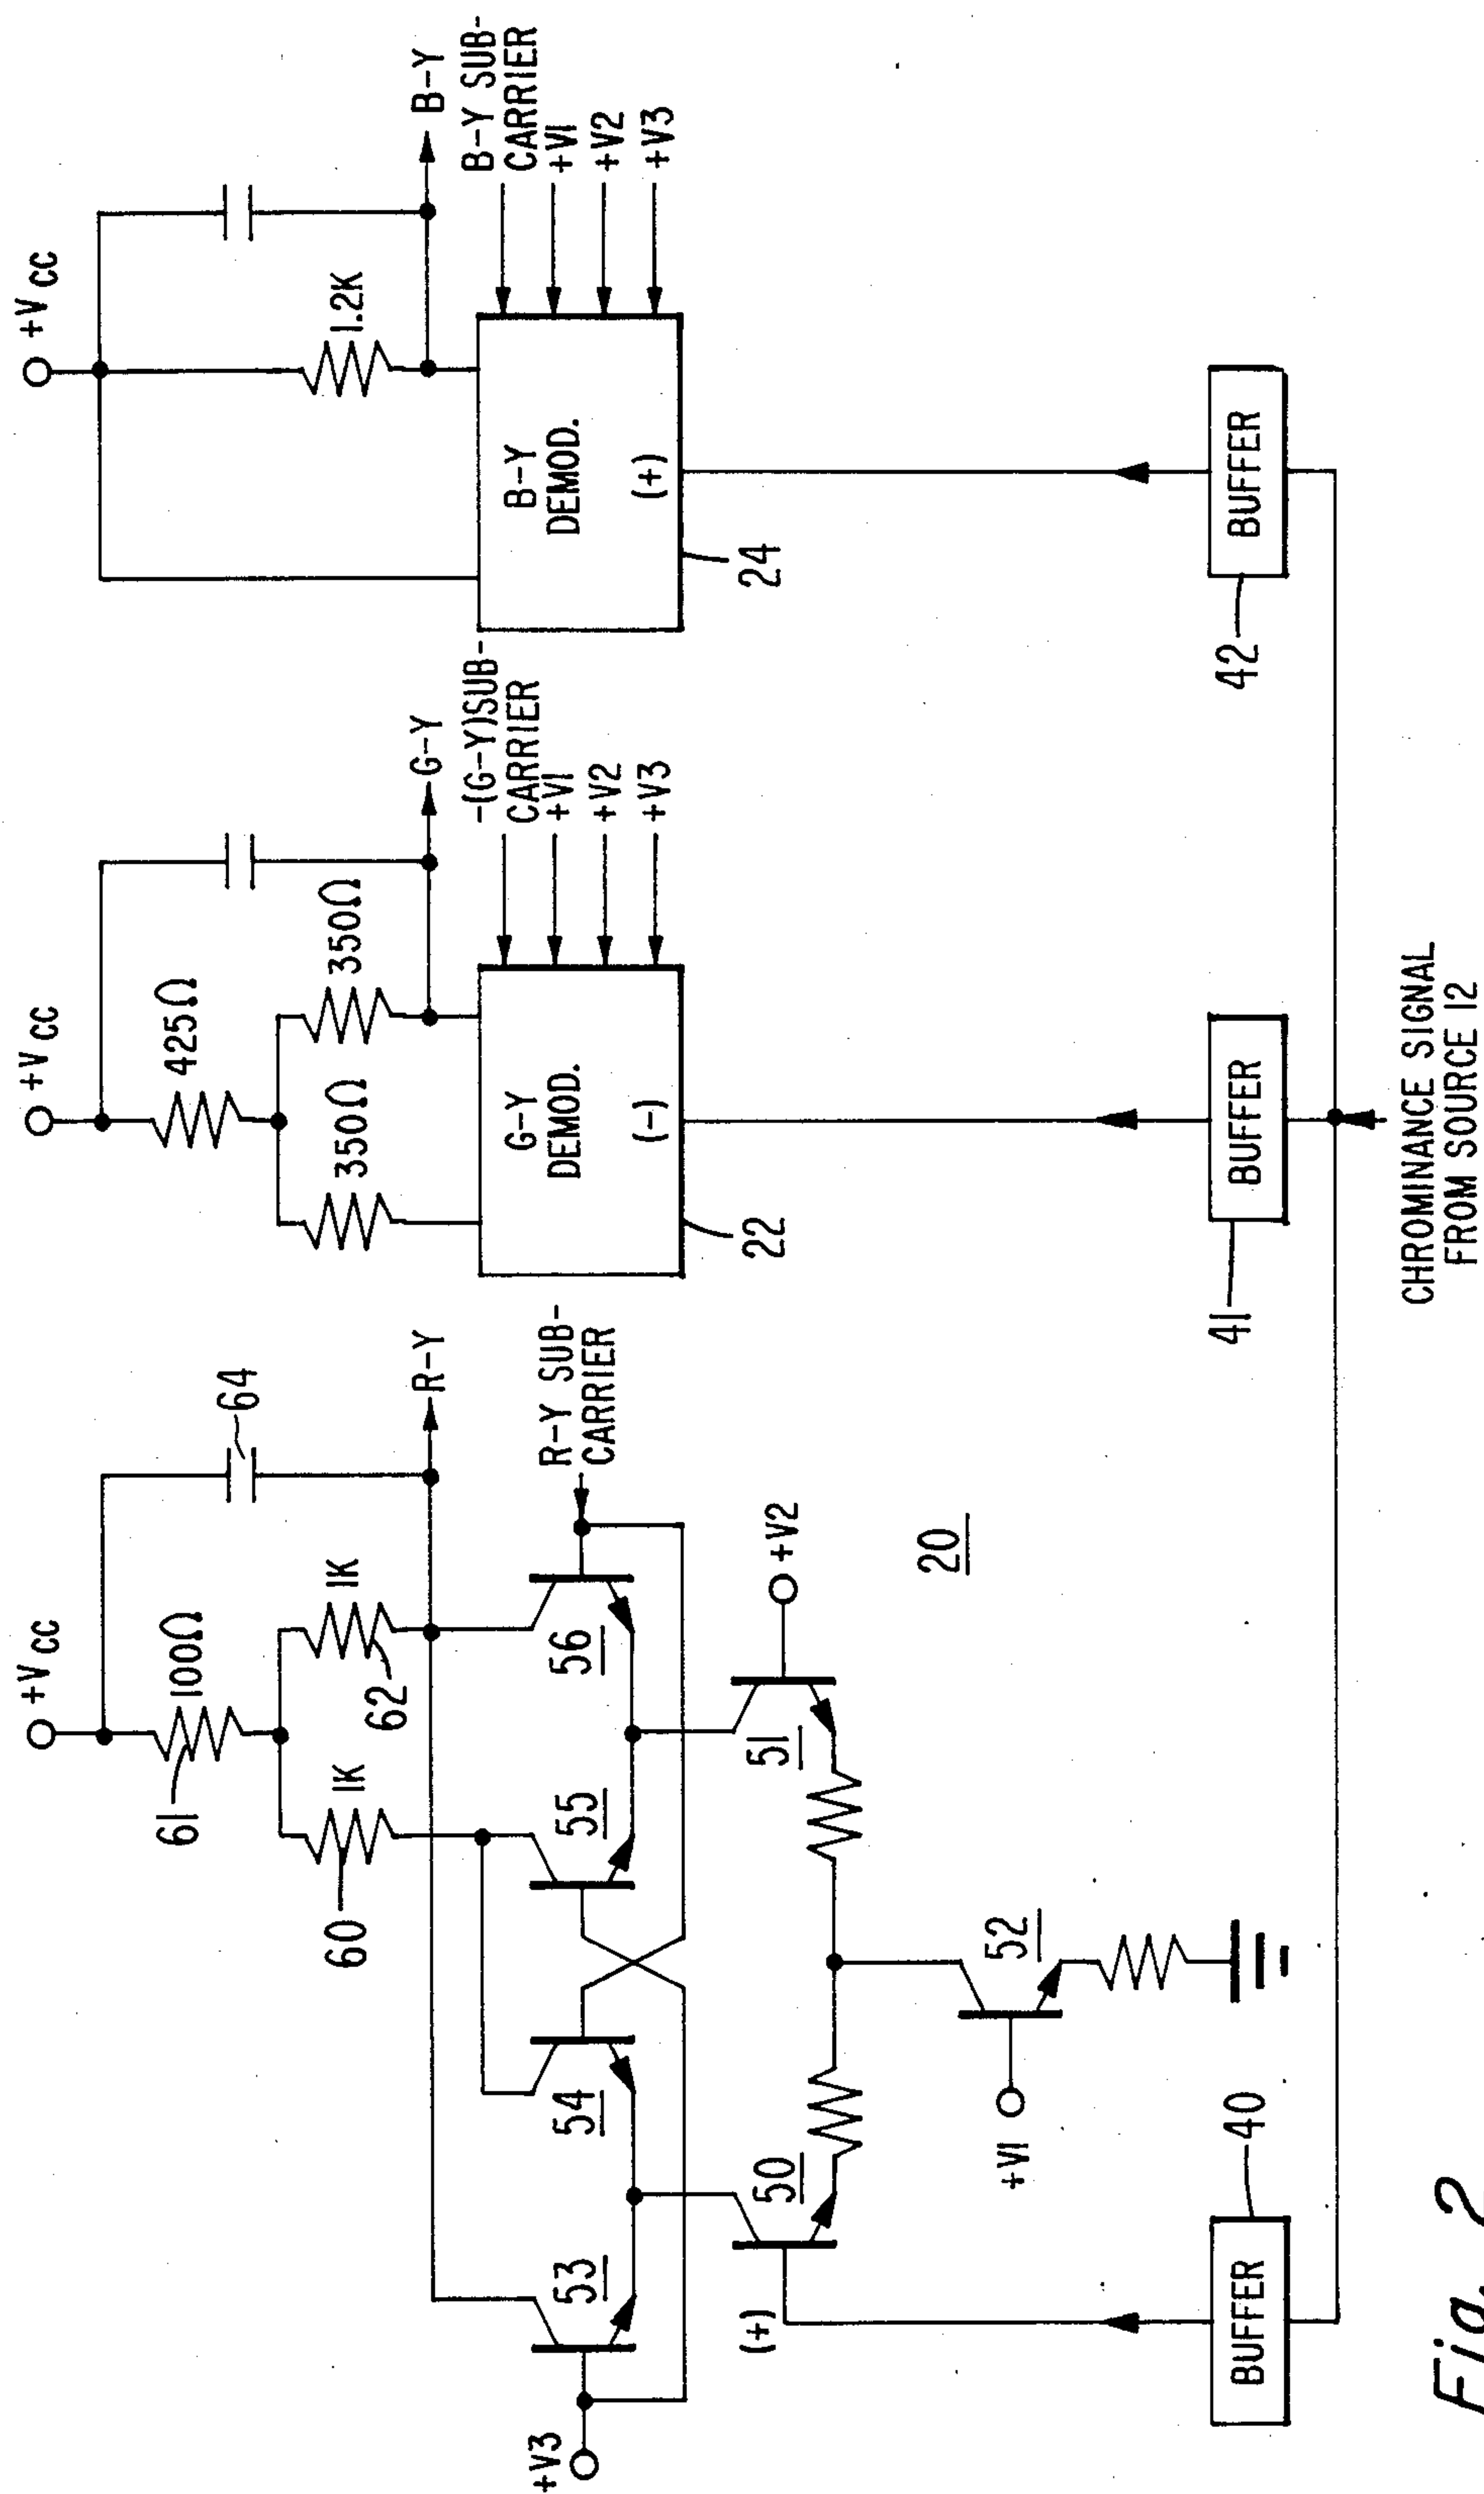 +Vcc
+Vcc
+Vcc
61
100Ω
425Ω
60
1K
62
1K
64
350Ω
350Ω
1.2K
R-Y
G-Y
B-Y
+V3
53
54
55
56
R-Y SUB-
CARRIER
G-Y
DEMOD.
(-)
22
-(G-Y)SUB-
CARRIER
+V1
+V2
+V3
B-Y
DEMOD.
(+)
24
B-Y SUB-
CARRIER
+V1
+V2
+V3
(+)
50
51
+V2
20
+V1
52
BUFFER
40
41
BUFFER
42
BUFFER
CHROMINANCE SIGNAL
FROM SOURCE 12
Fig. 2